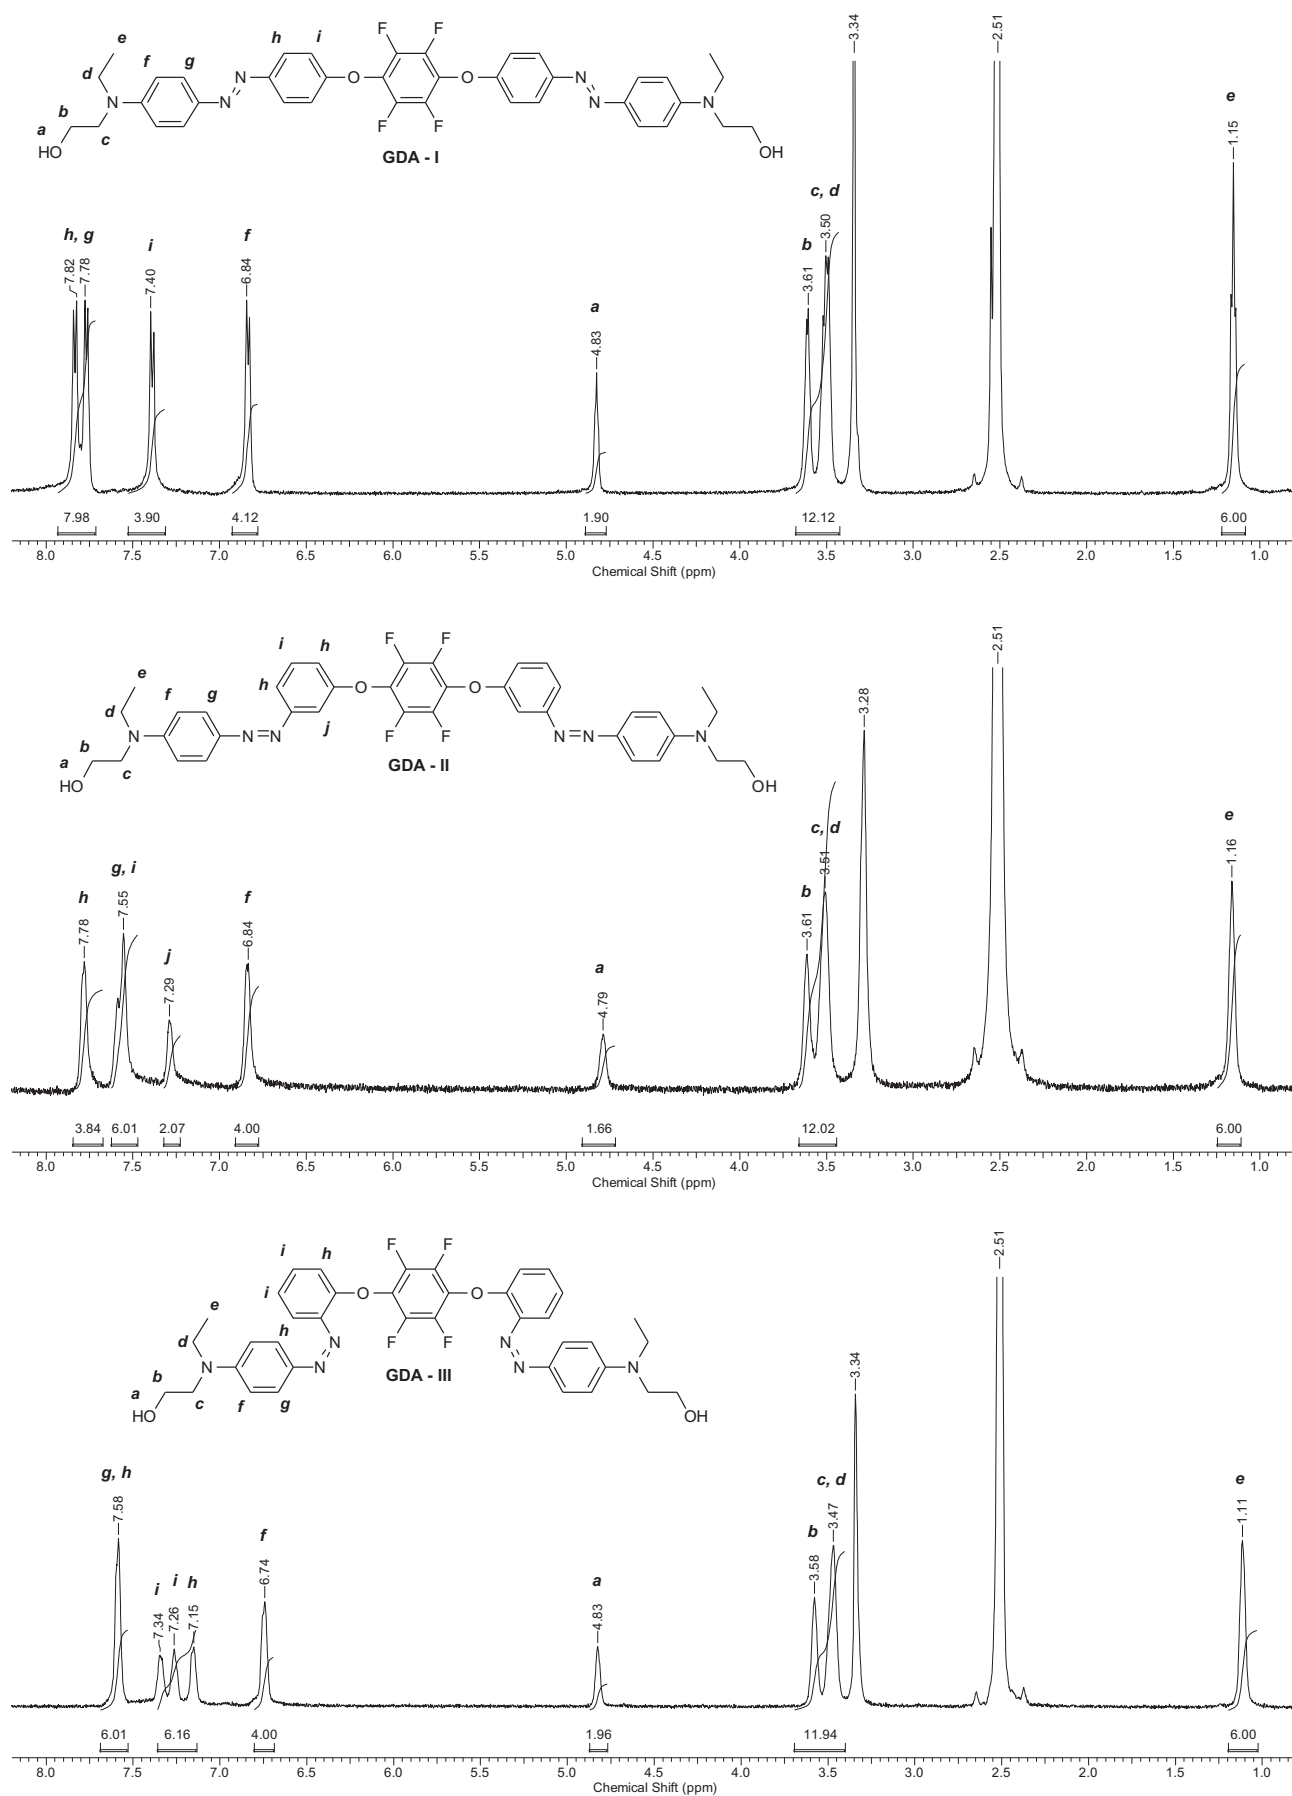 e
d
f
g
h
i
F F
N
N
O
O
N
N
N
N
b
a
c
HO
F F
GDA - I
OH
h, g
7.82
7.78
i
7.40
f
6.84
a
4.83
b
3.61
c, d
3.50
3.34
2.51
e
1.15
7.98 3.90 4.12 1.90 12.12 6.00
8.0 7.5 7.0 6.5 6.0 5.5 5.0 4.5 4.0 3.5 3.0 2.5 2.0 1.5 1.0
Chemical Shift (ppm)
i
h
F F
e
f
g
h
O
O
d
j
N
N=N
F F
N=N
N
b
a
c
HO
GDA - II
OH
h
7.78
g, i
7.55
j
7.29
f
6.84
a
4.79
b
3.61
c, d
3.51
3.28
2.51
e
1.16
3.84 6.01 2.07 4.00 1.66 12.02 6.00
8.0 7.5 7.0 6.5 6.0 5.5 5.0 4.5 4.0 3.5 3.0 2.5 2.0 1.5 1.0
Chemical Shift (ppm)
i
h
F F
i
O
O
e
d
h
N
N
F F
N
N
N
N
b
a
c
f
g
HO
GDA - III
OH
g, h
7.58
i
7.34
i
7.26
h
7.15
f
6.74
a
4.83
b
3.58
c, d
3.47
3.34
2.51
e
1.11
6.01 6.16 4.00 1.96 11.94 6.00
8.0 7.5 7.0 6.5 6.0 5.5 5.0 4.5 4.0 3.5 3.0 2.5 2.0 1.5 1.0
Chemical Shift (ppm)